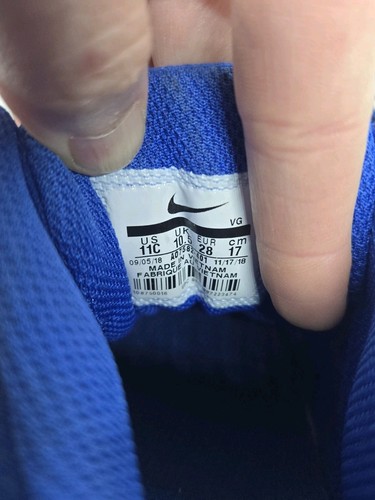 VG
US UK EUR cm
11C 10.5 28 17
09/05/18 11/17/18
MADE IN VIETNAM
FABRIQUE AU VIETNAM